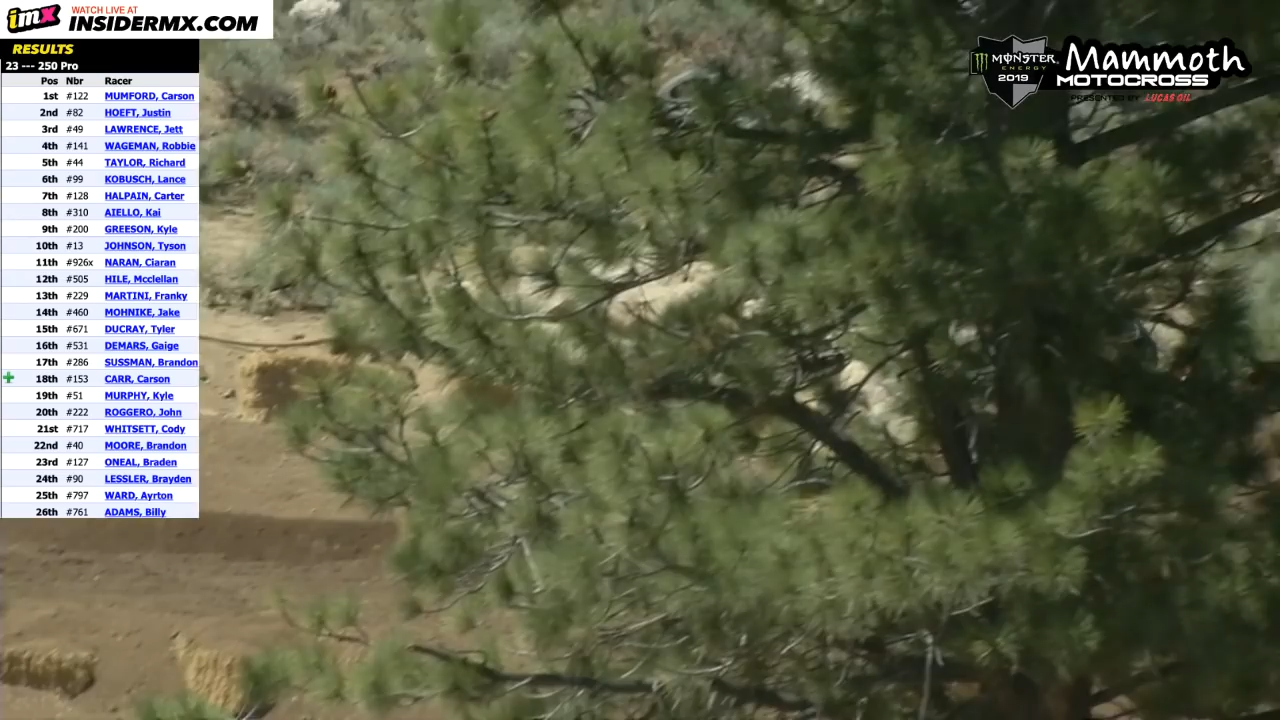 imx
WATCH LIVE AT
INSIDERMX.COM
RESULTS
23 --- 250 Pro
Pos Nbr Racer
1st #122 MUMFORD, Carson
2nd #82 HOEFT, Justin
3rd #49 LAWRENCE, Jett
4th #141 WAGEMAN, Robbie
5th #44 TAYLOR, Richard
6th #99 KOBUSCH, Lance
7th #128 HALPAIN, Carter
8th #310 AIELLO, Kai
9th #200 GREESON, Kyle
10th #13 JOHNSON, Tyson
11th #926x NARAN, Ciaran
12th #505 HILE, Mcclellan
13th #229 MARTINI, Franky
14th #460 MOHNIKE, Jake
15th #671 DUCRAY, Tyler
16th #531 DEMARS, Gaige
17th #286 SUSSMAN, Brandon
18th #153 CARR, Carson
19th #51 MURPHY, Kyle
20th #222 ROGGERO, John
21st #717 WHITSETT, Cody
22nd #40 MOORE, Brandon
23rd #127 ONEAL, Braden
24th #90 LESSLER, Brayden
25th #797 WARD, Ayrton
26th #761 ADAMS, Billy
MONSTER
ENERGY
2019
Mammoth
MOTOCROSS
PRESENTED BY LUCAS OIL